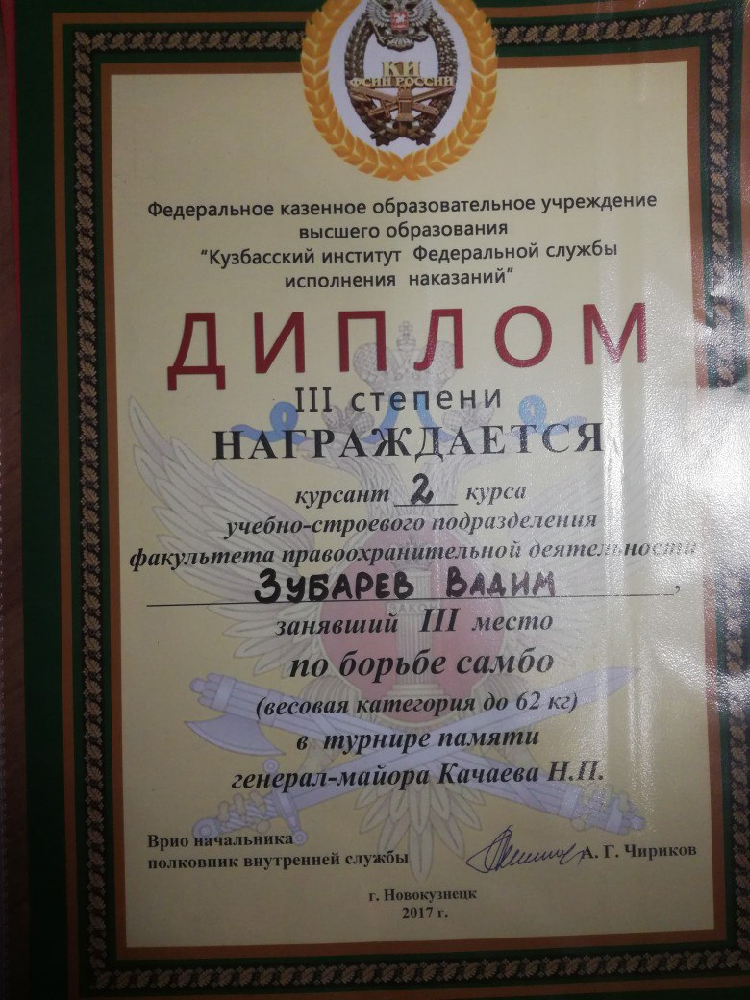 КИ
ФСИН РОССИИ
Федеральное казенное образовательное учреждение
высшего образования
"Кузбасский институт Федеральной службы
исполнения наказаний"
ДИПЛОМ
III степени
НАГРАЖДАЕТСЯ
курсант 2 курса
учебно-строевого подразделения
факультета правоохранительной деятельности
ЗУБАРЕВ ВАДИМ,
занявший III место
по борьбе самбо
(весовая категория до 62 кг)
в турнире памяти
генерал-майора Качаева Н.П.
Врио начальника
полковник внутренней службы А. Г. Чириков
г. Новокузнецк
2017 г.